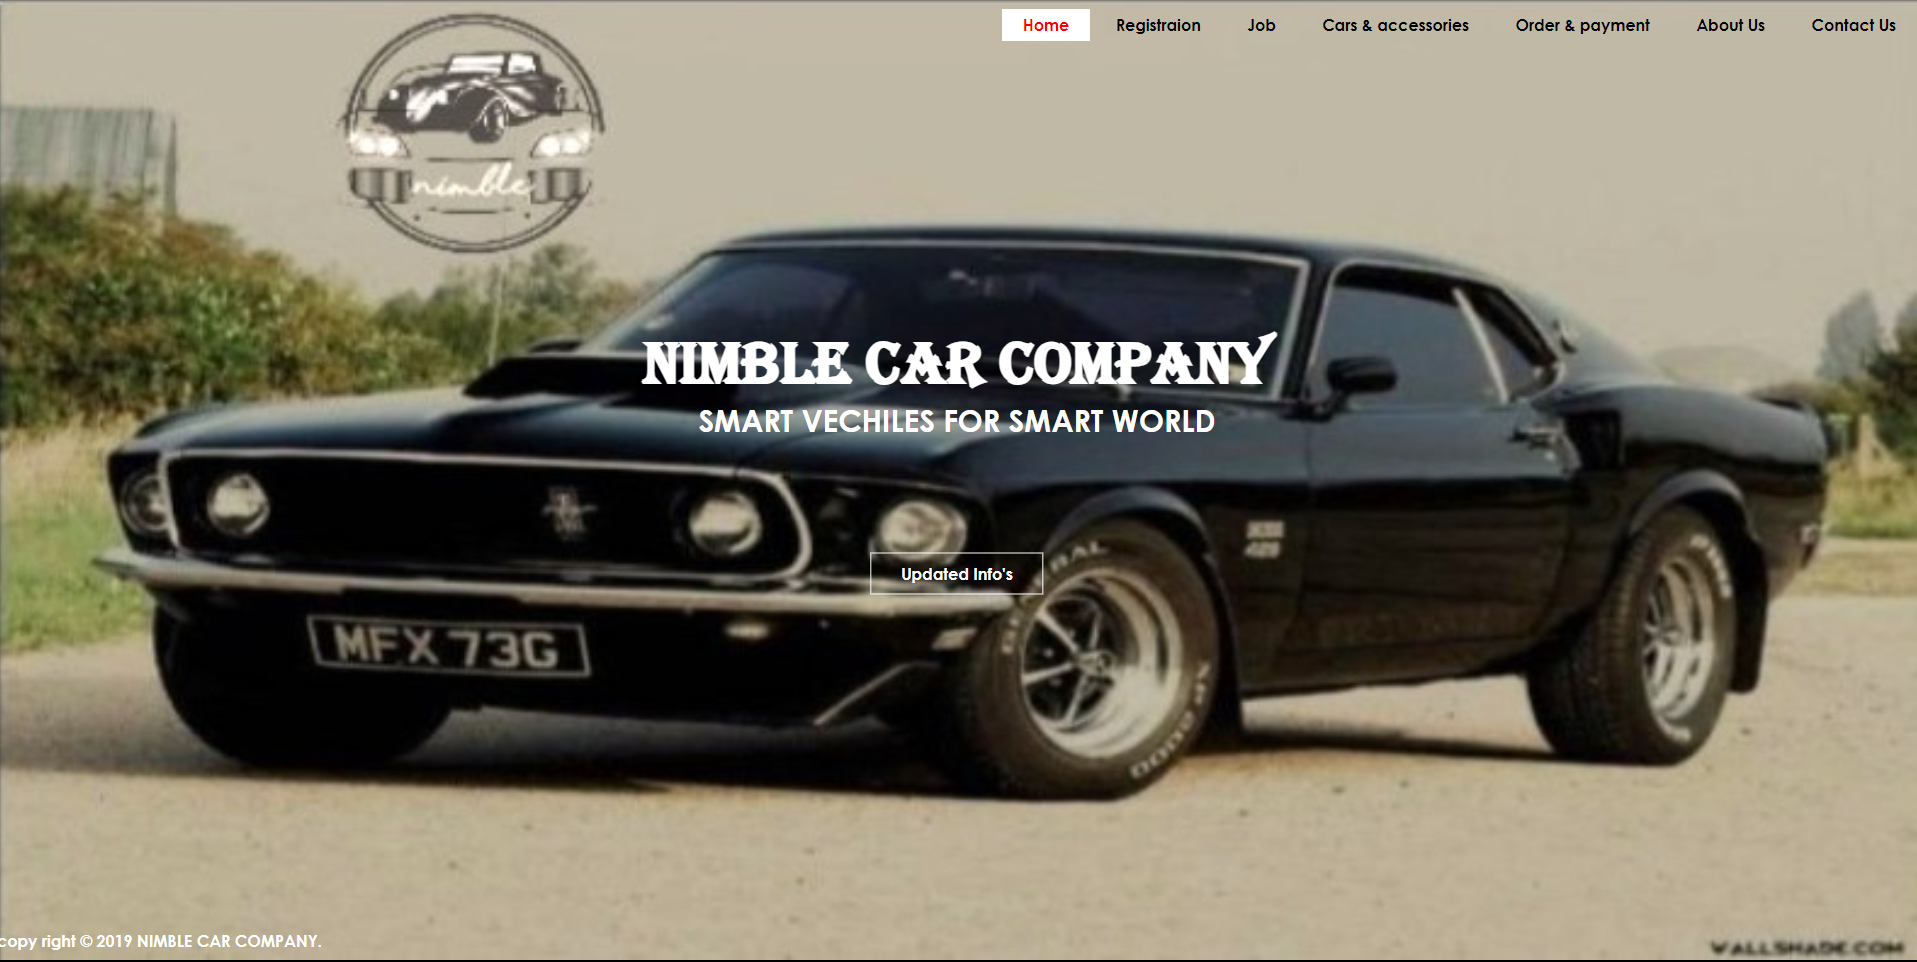 Home Registraion Job Cars & accessories Order & payment About Us Contact Us
nimble
NIMBLE CAR COMPANY
SMART VECHILES FOR SMART WORLD
429
Updated Info's
MFX 73G
copy right © 2019 NIMBLE CAR COMPANY.
WALLSHADE.COM